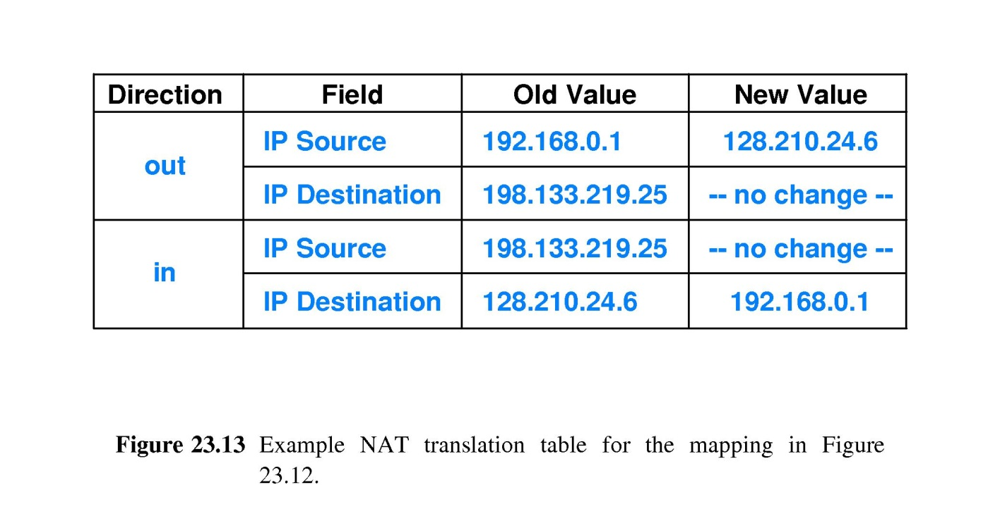 Direction Field Old Value New Value
out
IP Source 192.168.0.1 128.210.24.6
IP Destination 198.133.219.25 -- no change --
in
IP Source 198.133.219.25 -- no change --
IP Destination 128.210.24.6 192.168.0.1
Figure 23.13 Example NAT translation table for the mapping in Figure
23.12.